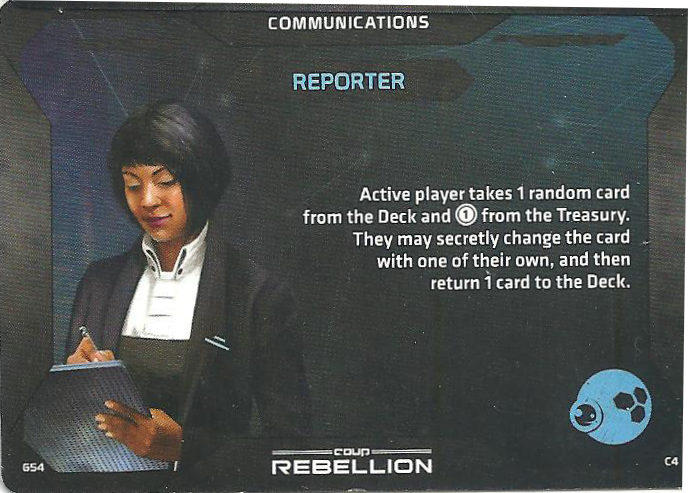 COMMUNICATIONS
REPORTER
Active player takes 1 random card
from the Deck and 1 from the Treasury.
They may secretly change the card
with one of their own, and then
return 1 card to the Deck.
G54
COUP
REBELLION
C4